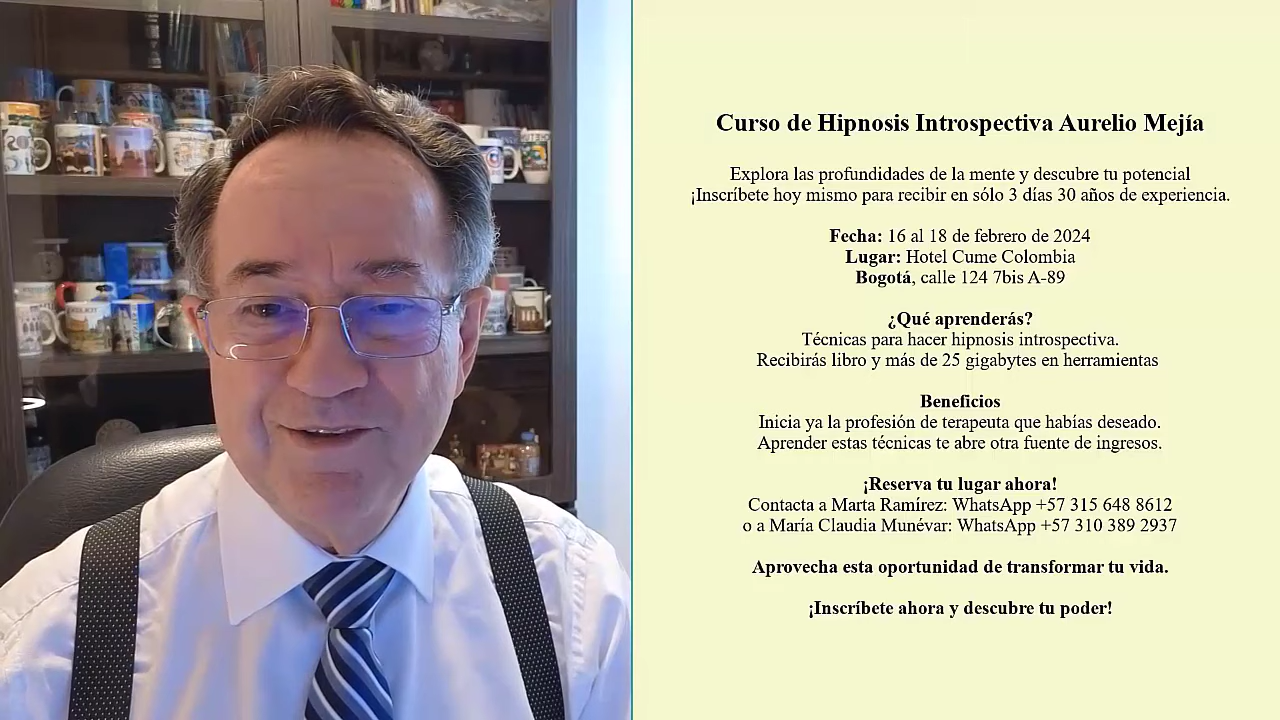 Curso de Hipnosis Introspectiva Aurelio Mejía
Explora las profundidades de la mente y descubre tu potencial
¡Inscríbete hoy mismo para recibir en sólo 3 días 30 años de experiencia.
Fecha: 16 al 18 de febrero de 2024
Lugar: Hotel Cume Colombia
Bogotá, calle 124 7bis A-89
¿Qué aprenderás?
Técnicas para hacer hipnosis introspectiva.
Recibirás libro y más de 25 gigabytes en herramientas
Beneficios
Inicia ya la profesión de terapeuta que habías deseado.
Aprender estas técnicas te abre otra fuente de ingresos.
¡Reserva tu lugar ahora!
Contacta a Marta Ramírez: WhatsApp +57 315 648 8612
o a María Claudia Munévar: WhatsApp +57 310 389 2937
Aprovecha esta oportunidad de transformar tu vida.
¡Inscríbete ahora y descubre tu poder!